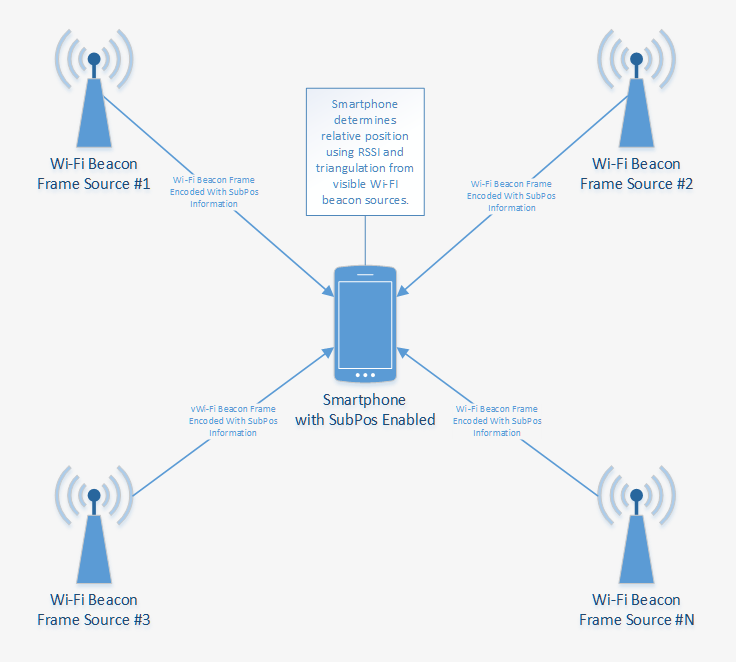 Wi-Fi Beacon
Frame Source #1
Smartphone
determines
relative position
using RSSI and
triangulation from
visible Wi-FI
beacon sources.
Wi-Fi Beacon
Frame Source #2
Wi-Fi Beacon Frame
Encoded With SubPos
Information
Wi-Fi Beacon Frame
Encoded With SubPos
Information
Smartphone
with SubPos Enabled
vWi-Fi Beacon Frame
Encoded With SubPos
Information
Wi-Fi Beacon Frame
Encoded With SubPos
Information
Wi-Fi Beacon
Frame Source #3
Wi-Fi Beacon
Frame Source #N